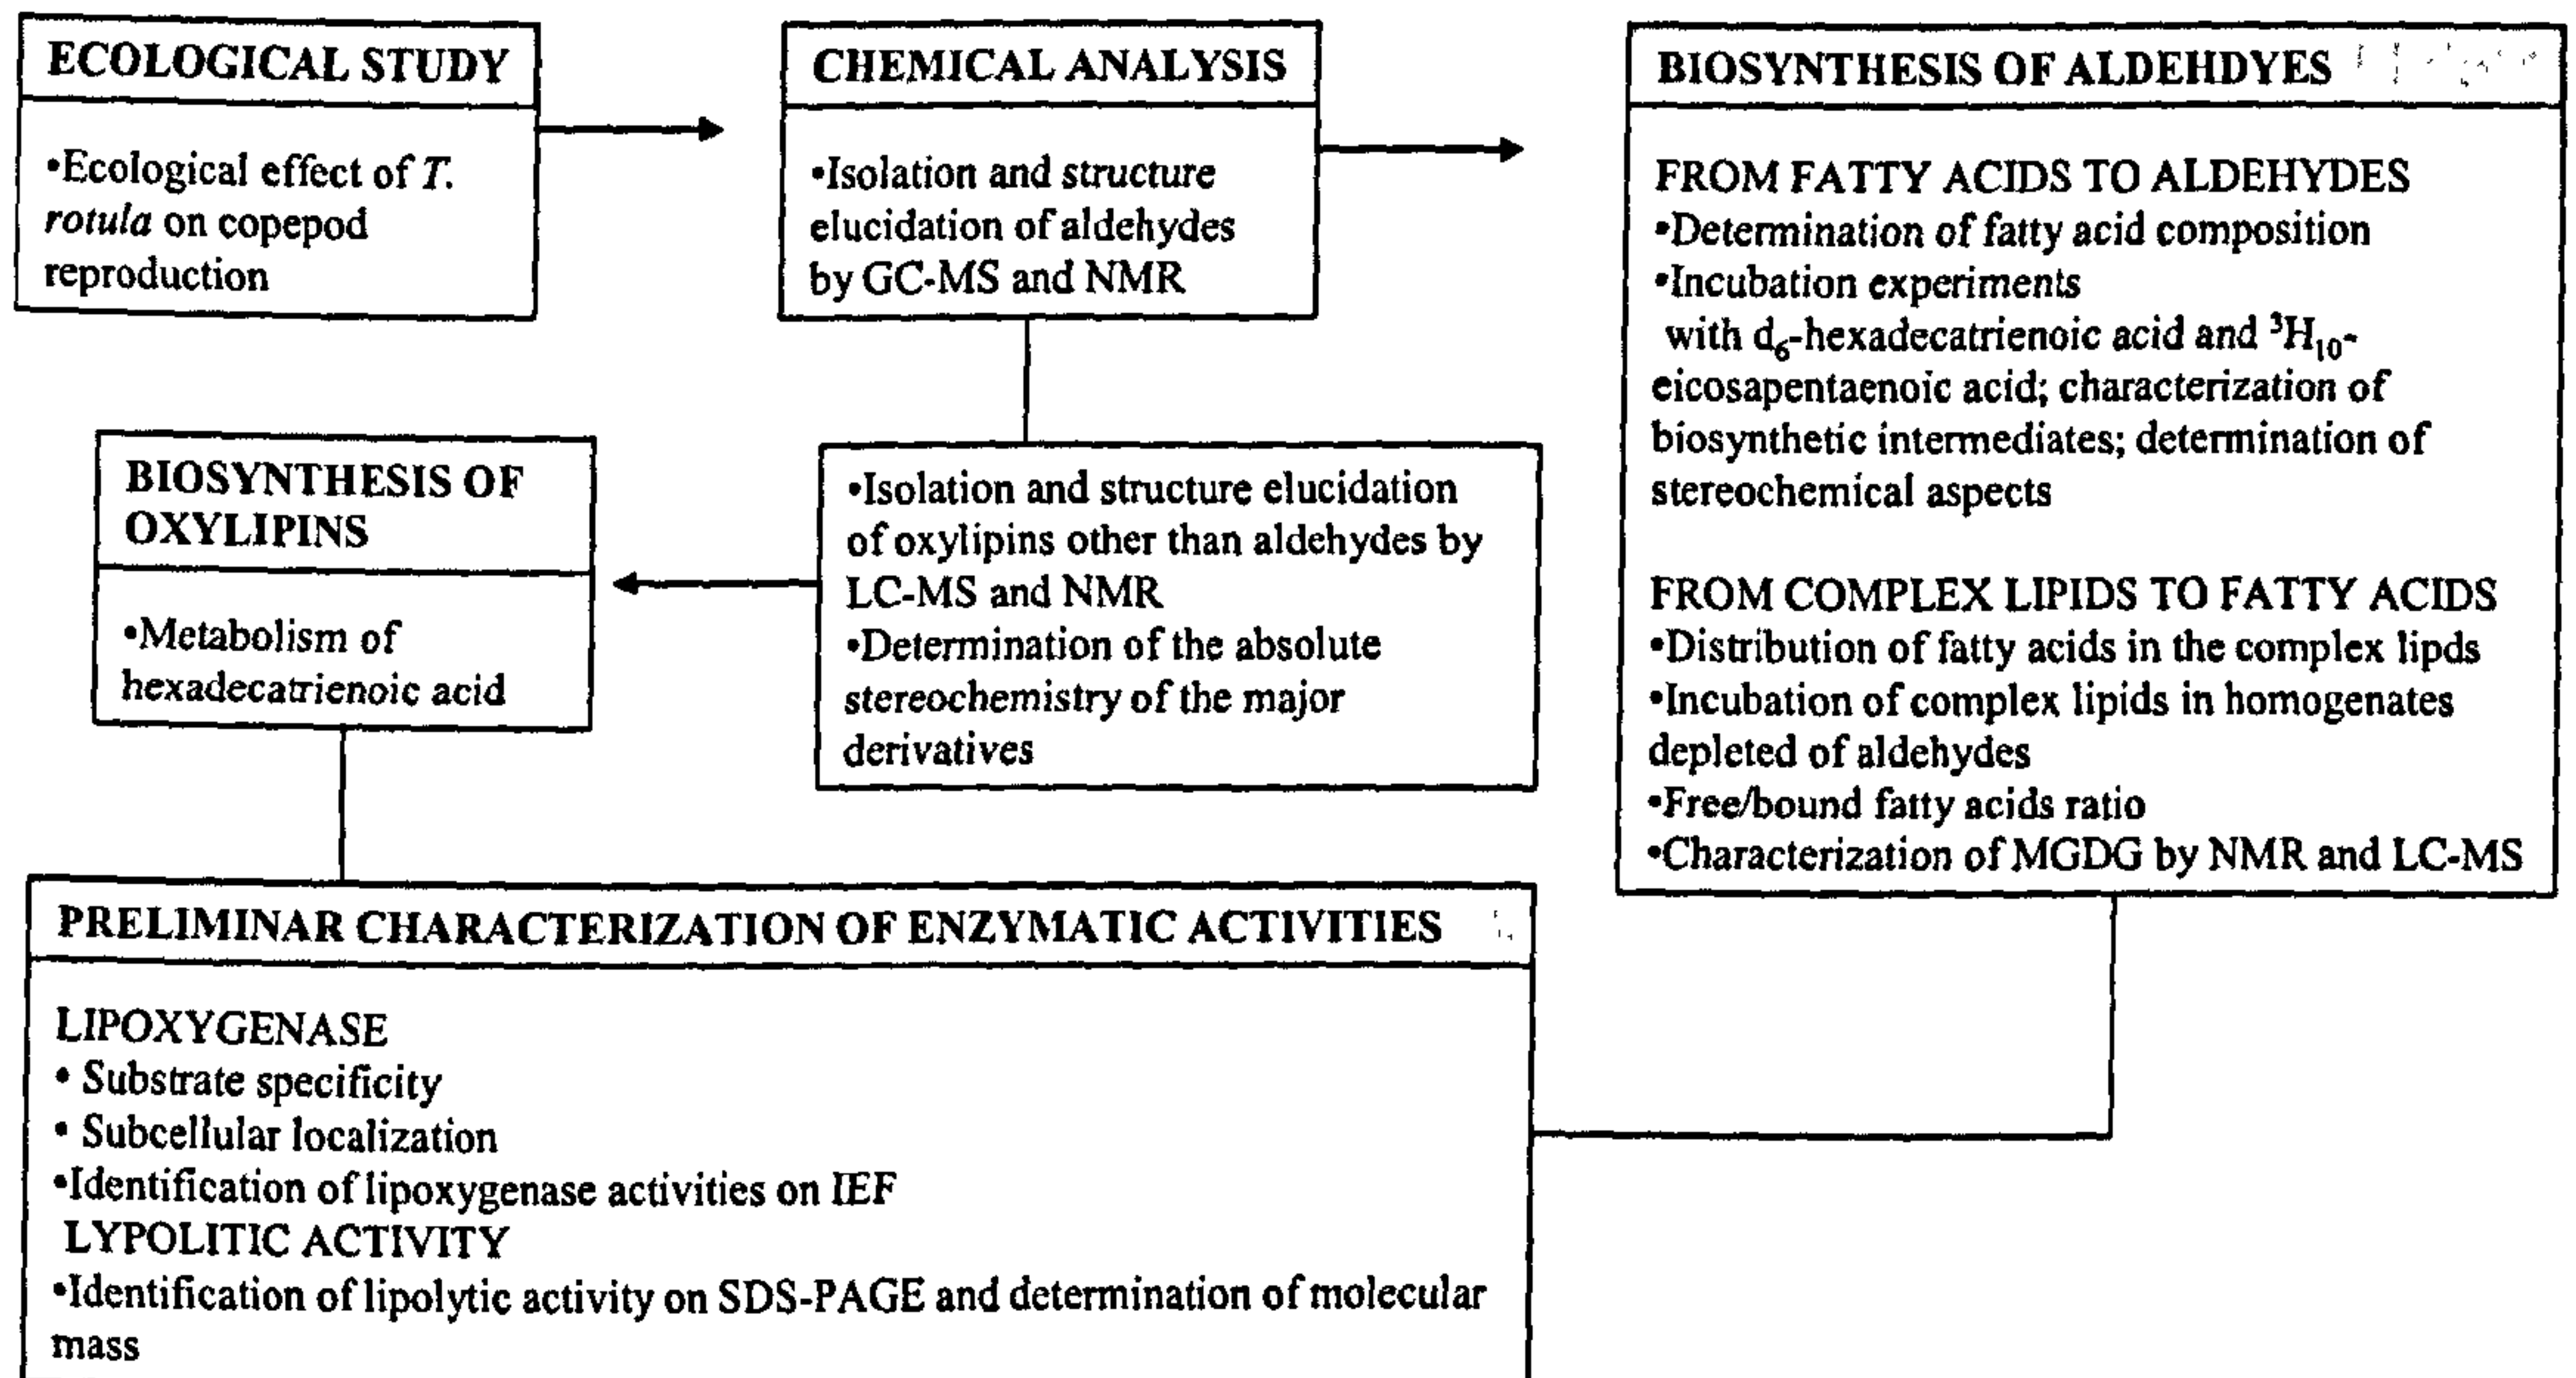 ECOLOGICAL STUDY
•Ecological effect of T.
rotula on copepod
reproduction
CHEMICAL ANALYSIS
•Isolation and structure
elucidation of aldehydes
by GC-MS and NMR
BIOSYNTHESIS OF ALDEHDYES
FROM FATTY ACIDS TO ALDEHYDES
•Determination of fatty acid composition
•Incubation experiments
with d₆-hexadecatrienoic acid and ³H₁₀-
eicosapentaenoic acid; characterization of
biosynthetic intermediates; determination of
stereochemical aspects
FROM COMPLEX LIPIDS TO FATTY ACIDS
•Distribution of fatty acids in the complex lipds
•Incubation of complex lipids in homogenates
depleted of aldehydes
•Free/bound fatty acids ratio
•Characterization of MGDG by NMR and LC-MS
•Isolation and structure elucidation
of oxylipins other than aldehydes by
LC-MS and NMR
•Determination of the absolute
stereochemistry of the major
derivatives
BIOSYNTHESIS OF
OXYLIPINS
•Metabolism of
hexadecatrienoic acid
PRELIMINAR CHARACTERIZATION OF ENZYMATIC ACTIVITIES
LIPOXYGENASE
• Substrate specificity
• Subcellular localization
•Identification of lipoxygenase activities on IEF
LYPOLITIC ACTIVITY
•Identification of lipolytic activity on SDS-PAGE and determination of molecular
mass